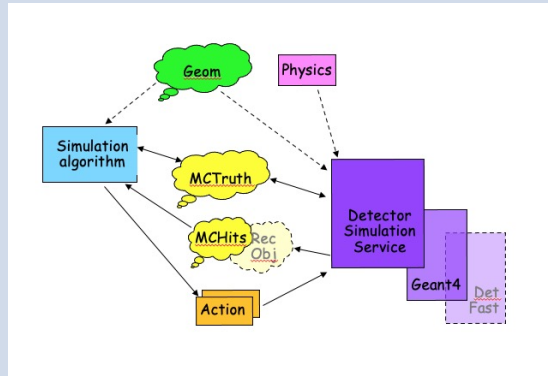 Geom
Physics
Simulation
algorithm
MCTruth
MCHits
Rec
Obj
Detector
Simulation
Service
Geant4
Det
Fast
Action